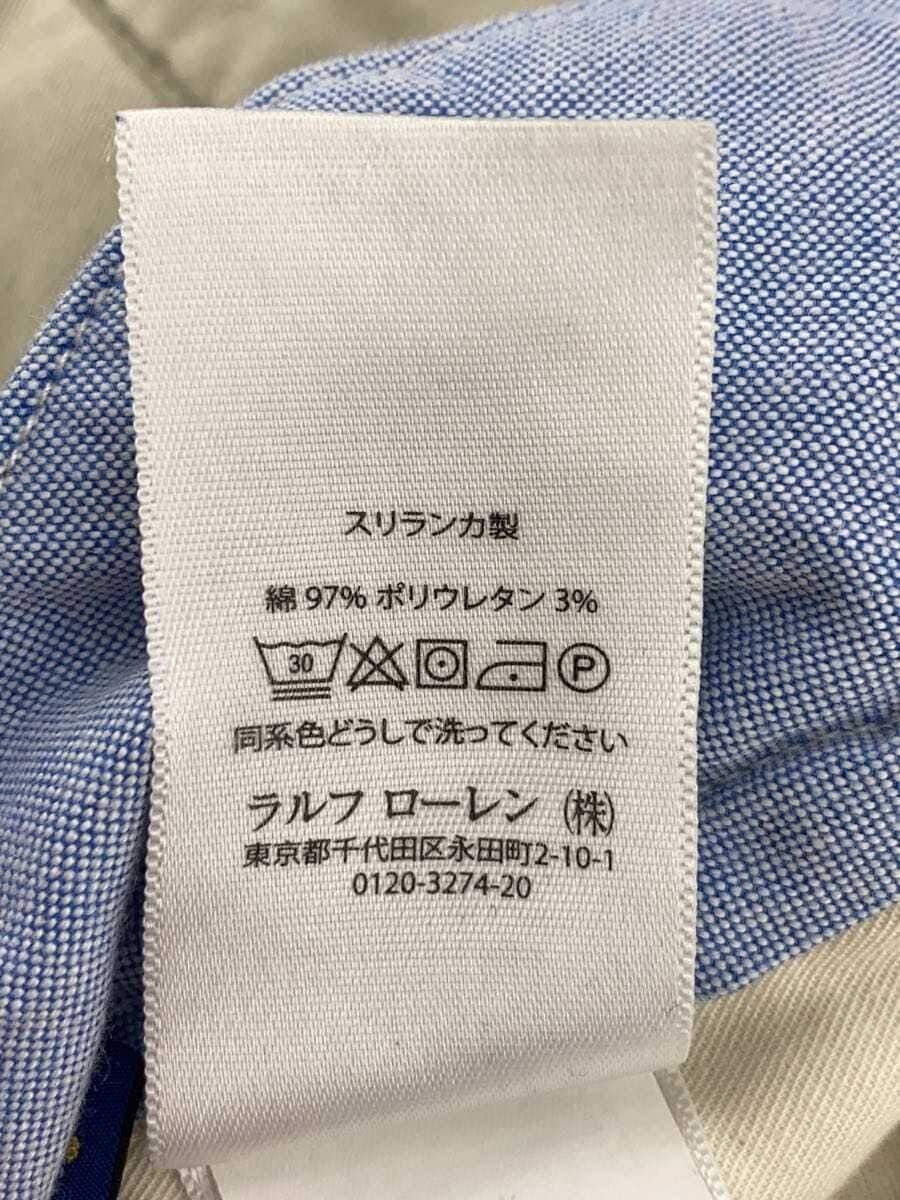 スリランカ製
綿 97% ポリウレタン 3%
30 P
同系色どうしで洗ってください
ラルフ ローレン (株)
東京都千代田区永田町2-10-1
0120-3274-20